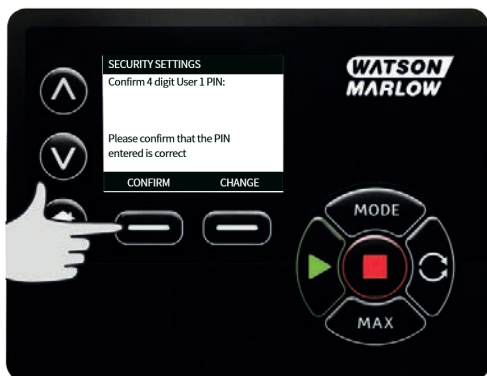 SECURITY SETTINGS
Confirm 4 digit User 1 PIN:
Please confirm that the PIN
entered is correct
CONFIRM CHANGE
WATSON
MARLOW
MODE
MAX